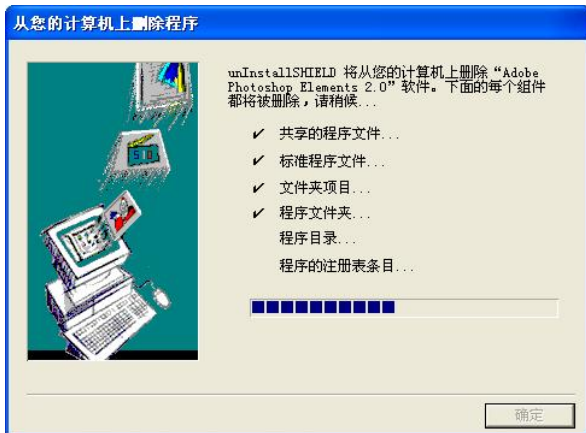 从您的计算机上删除程序
unInstallSHIELD 将从您的计算机上删除“Adobe
Photoshop Elements 2.0”软件。下面的每个组件
都将被删除，请稍候...
✓ 共享的程序文件...
✓ 标准程序文件...
✓ 文件夹项目...
✓ 程序文件夹...
程序目录...
程序的注册表条目...
确定